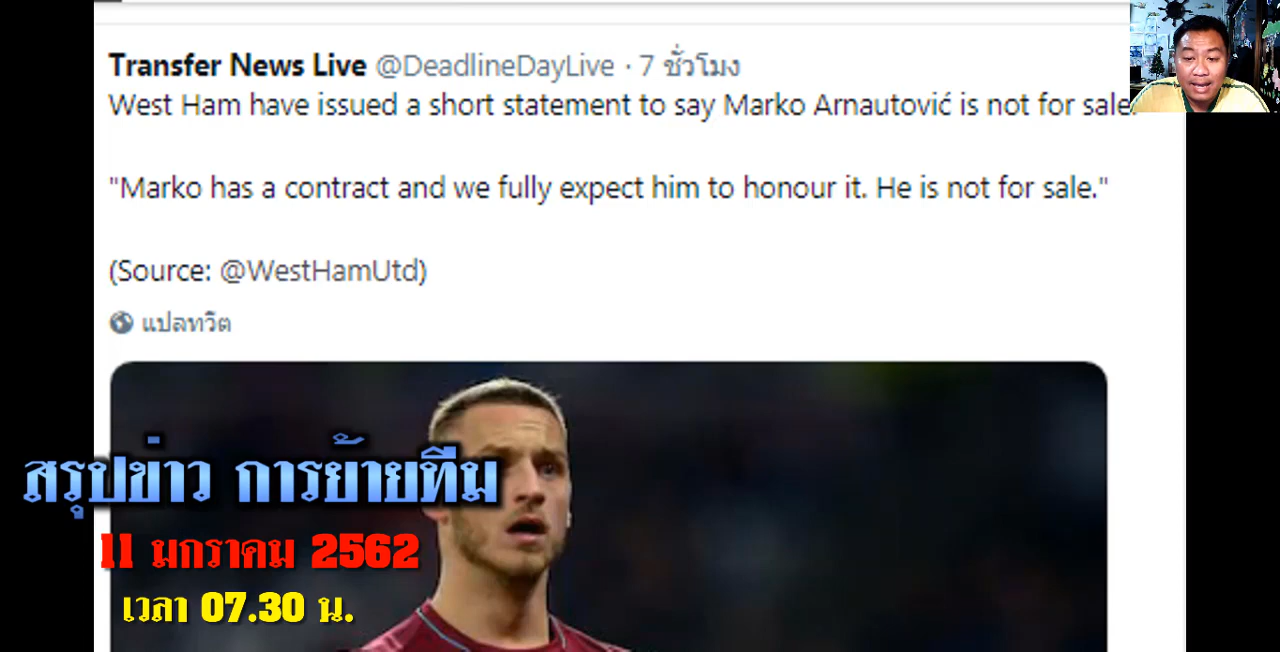 Transfer News Live @DeadlineDayLive · 7 ชั่วโมง
West Ham have issued a short statement to say Marko Arnautović is not for sale.
"Marko has a contract and we fully expect him to honour it. He is not for sale."
(Source: @WestHamUtd)
แปลทวีต
สรุปข่าว การย้ายทีม
11 มกราคม 2562
เวลา 07.30 น.